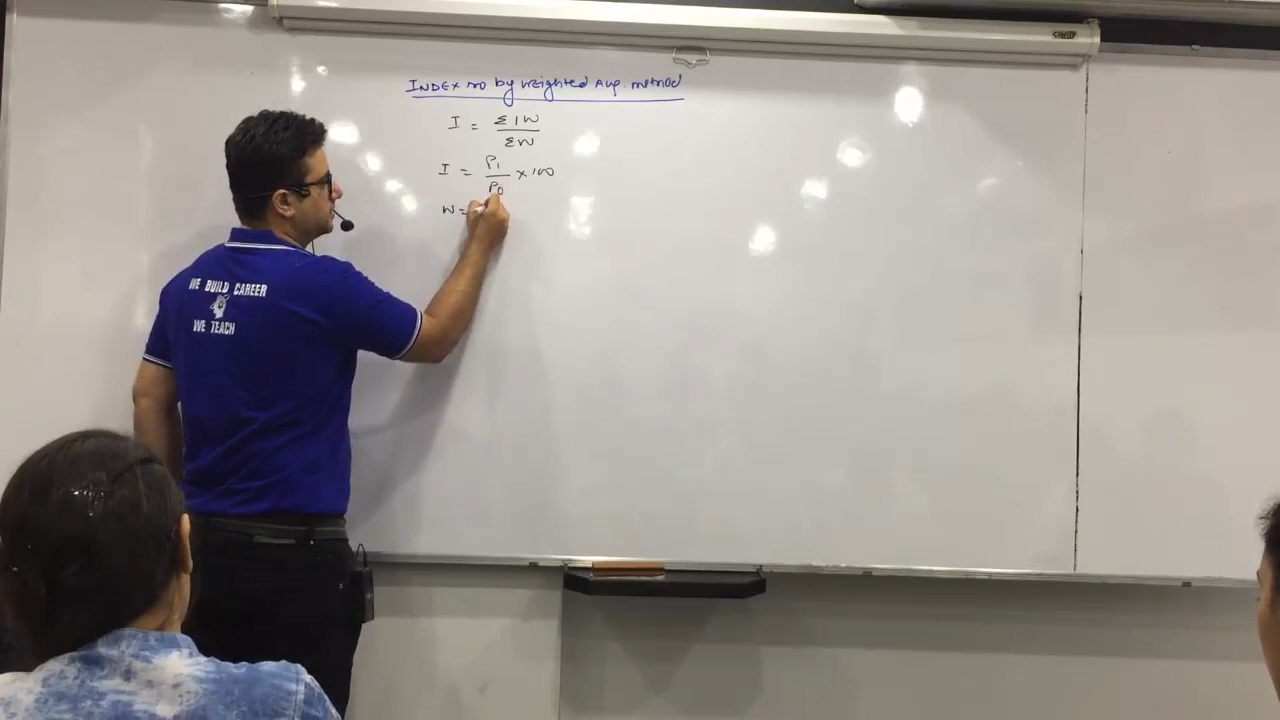 INDEX no by weighted Avg. method
I = ΣIW / ΣW
I = P₁ / P₀ × 100
W =
WE BUILD CAREER
WE TEACH